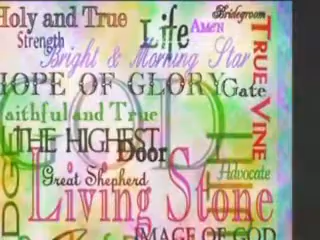 Holy and True
Life
Bridegroom
Amen
Strength
Bright & Morning Star
TRUE VINE
HOPE OF GLORY
Gate
GOD
Faithful and True
THE HIGHEST
Door
Great Shepherd
Advocate
Living Stone
IMAGE OF GOD